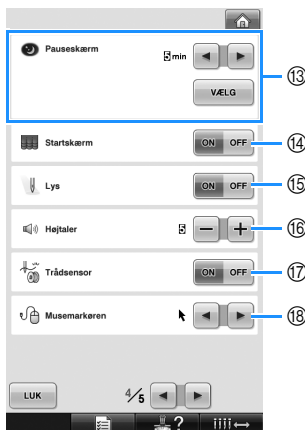 Pauseskærm 5 min
VÆLG
⑬
Startskærm ON OFF ⑭
Lys ON OFF ⑮
Højtaler 5 − + ⑯
Trådsensor ON OFF ⑰
Musemarkøren ⑱
LUK 4/5
?